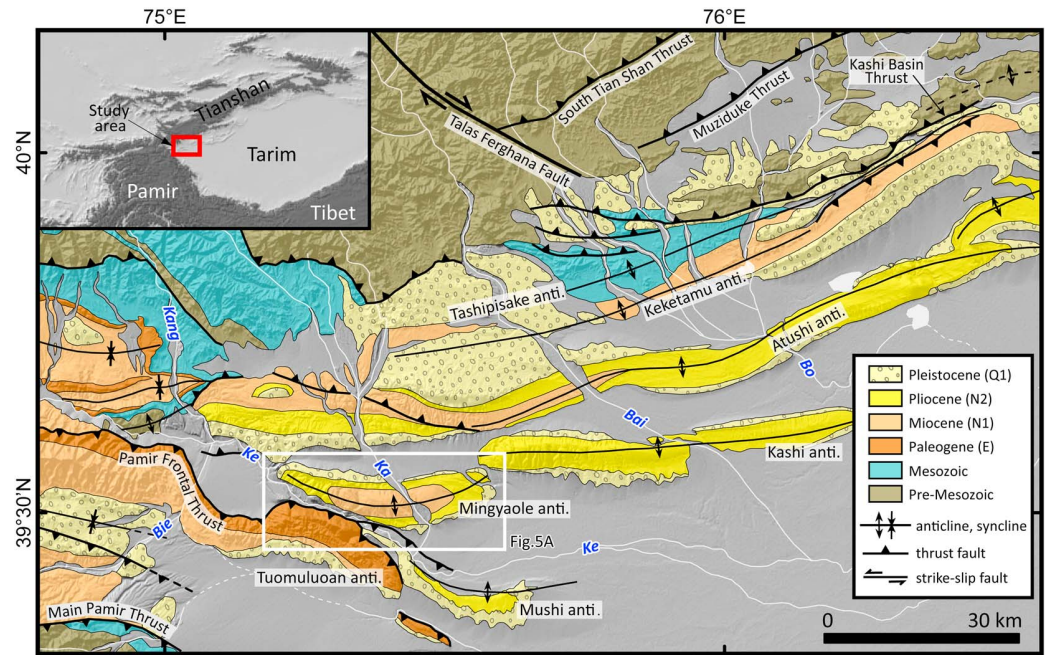 75°E
76°E
40°N
39°30'N
Study
area
Tianshan
Tarim
Pamir
Tibet
South Tian Shan Thrust
Muziduke Thrust
Kashi Basin
Thrust
Talas Ferghana Fault
Kang
Tashipisake anti.
Keketamu anti.
Atushi anti.
Bo
Bai
Kashi anti.
Ke
Ka
Pamir Frontal Thrust
Mingyaole anti.
Bie
Fig.5A
Ke
Tuomuluoan anti.
Mushi anti.
Main Pamir Thrust
Pleistocene (Q1)
Pliocene (N2)
Miocene (N1)
Paleogene (E)
Mesozoic
Pre-Mesozoic
anticline, syncline
thrust fault
strike-slip fault
0 30 km